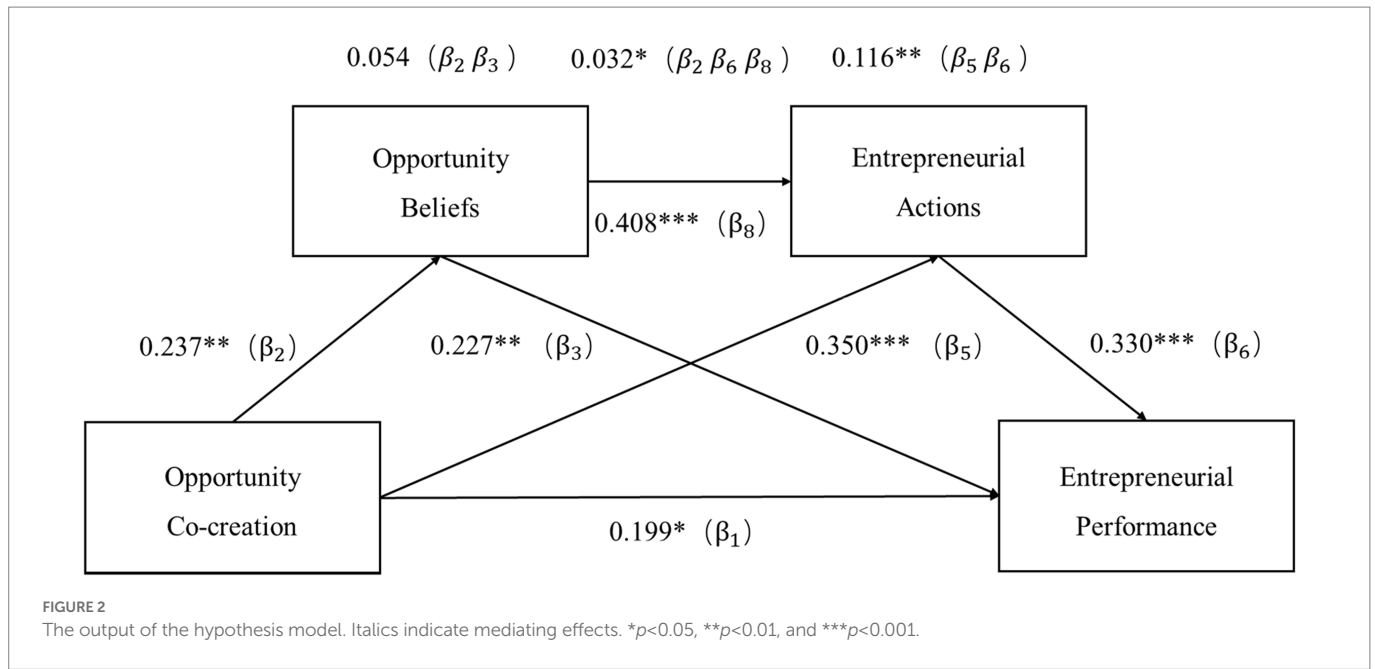 0.054（β₂ β₃） 0.032*（β₂ β₆ β₈） 0.116**（β₅ β₆）
Opportunity
Beliefs
Entrepreneurial
Actions
0.408***（β₈）
0.237**（β₂） 0.227**（β₃） 0.350***（β₅） 0.330***（β₆）
Opportunity
Co-creation
Entrepreneurial
Performance
0.199*（β₁）
FIGURE 2
The output of the hypothesis model. Italics indicate mediating effects. *p<0.05, **p<0.01, and ***p<0.001.